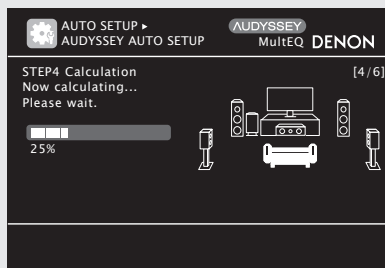 AUTO SETUP ▸
AUDYSSEY AUTO SETUP
AUDYSSEY
MultEQ DENON
STEP4 Calculation
[4/6]
Now calculating...
Please wait.
25%